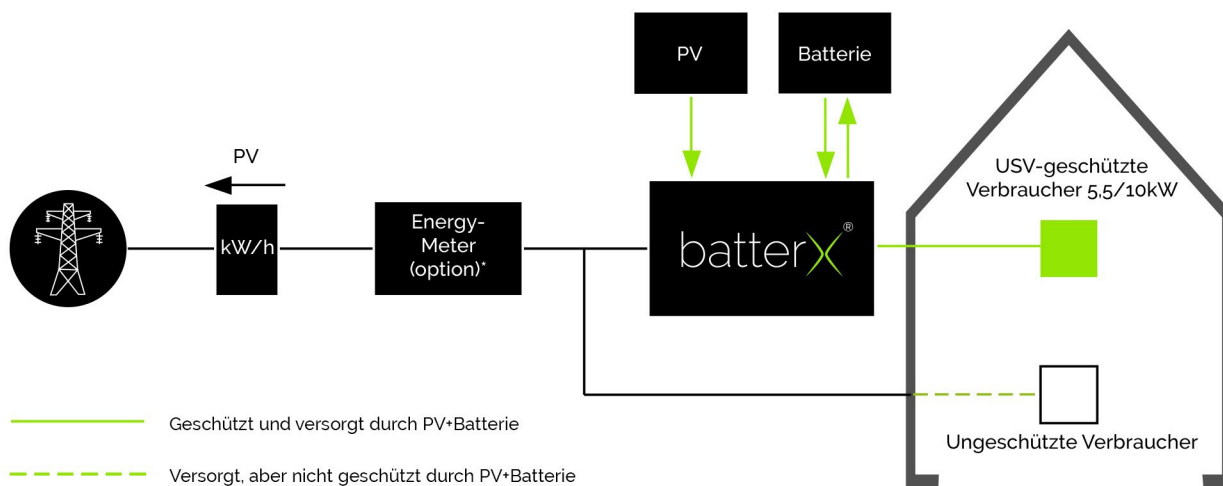 PV
Batterie
PV
USV-geschützte
Verbraucher 5,5/10kW
kW/h
Energy-
Meter
(option)*
batterX®
Ungeschützte Verbraucher
Geschützt und versorgt durch PV+Batterie
Versorgt, aber nicht geschützt durch PV+Batterie